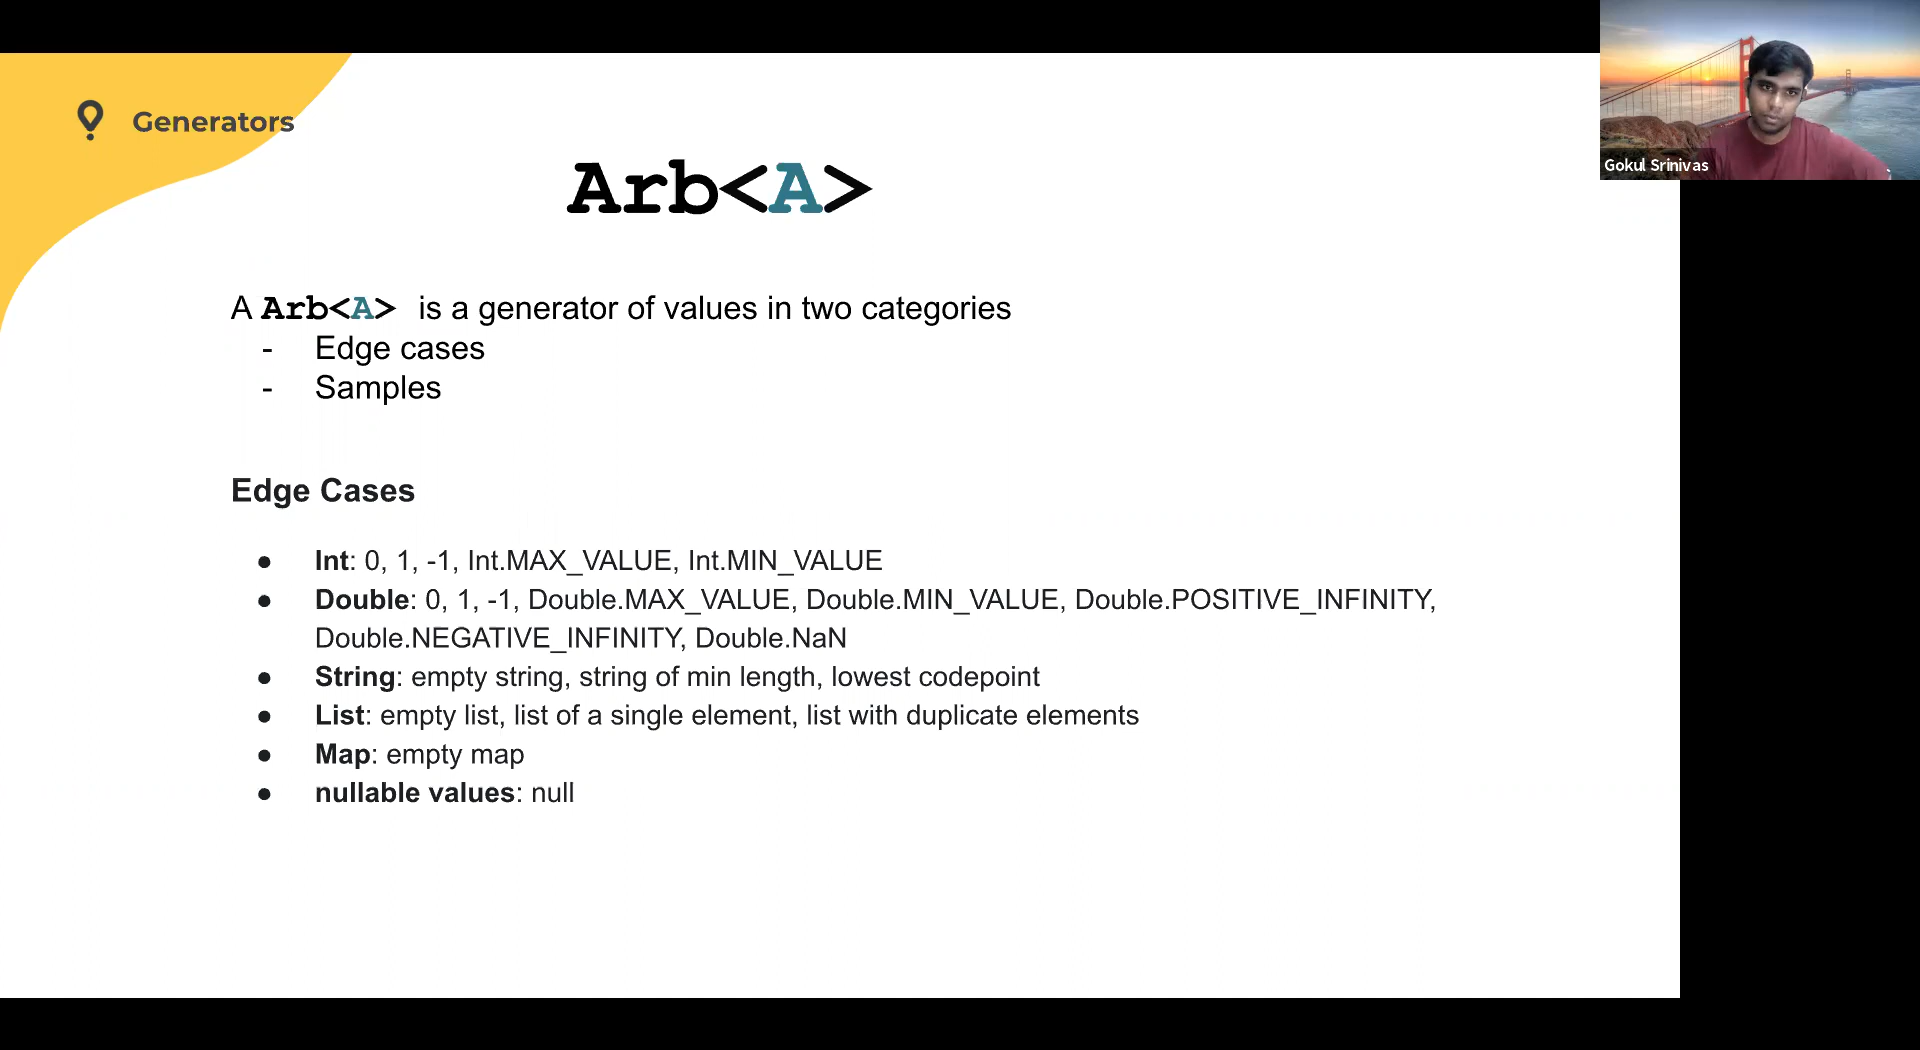 Generators
Arb<A>
A Arb<A> is a generator of values in two categories
- Edge cases
- Samples
Edge Cases
● Int: 0, 1, -1, Int.MAX_VALUE, Int.MIN_VALUE
● Double: 0, 1, -1, Double.MAX_VALUE, Double.MIN_VALUE, Double.POSITIVE_INFINITY,
Double.NEGATIVE_INFINITY, Double.NaN
● String: empty string, string of min length, lowest codepoint
● List: empty list, list of a single element, list with duplicate elements
● Map: empty map
● nullable values: null
Gokul Srinivas